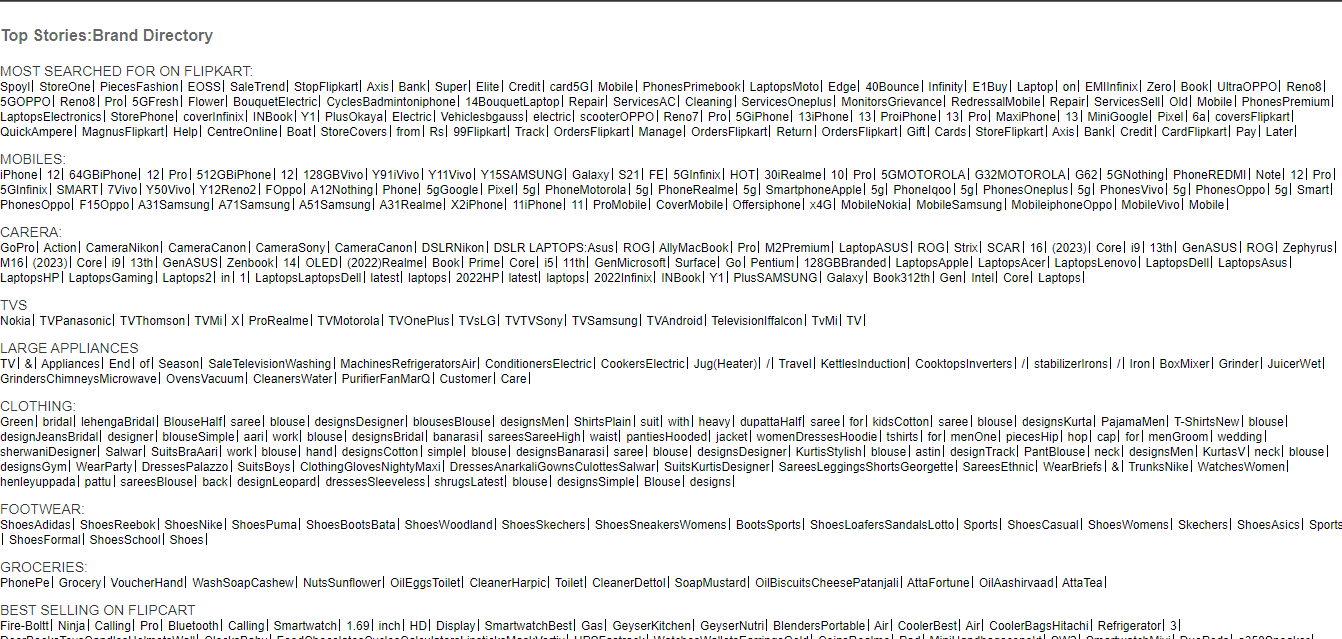 Top Stories:Brand Directory
MOST SEARCHED FOR ON FLIPKART:
Spoyl| StoreOne| PiecesFashion| EOSS| SaleTrend| StopFlipkart| Axis| Bank| Super| Elite| Credit| card5G| Mobile| PhonesPrimebook| LaptopsMoto| Edge| 40Bounce| Infinity| E1Buy| Laptop| on| EMIInfinix| Zero| Book| UltraOPPO| Reno8|
5GOPPO| Reno8| Pro| 5GFresh| Flower| BouquetElectric| CyclesBadmintoniphone| 14BouquetLaptop| Repair| ServicesAC| Cleaning| ServicesOneplus| MonitorsGrievance| RedressalMobile| Repair| ServicesSell| Old| Mobile| PhonesPremium|
LaptopsElectronics| StorePhone| coverInfinix| INBook| Y1| PlusOkaya| Electric| Vehiclesbgauss| electric| scooterOPPO| Reno7| Pro| 5GiPhone| 13iPhone| 13| ProiPhone| 13| Pro| MaxiPhone| 13| MiniGoogle| Pixel| 6a| coversFlipkart|
QuickAmpere| MagnusFlipkart| Help| CentreOnline| Boat| StoreCovers| from| Rs| 99Flipkart| Track| OrdersFlipkart| Manage| OrdersFlipkart| Return| OrdersFlipkart| Gift| Cards| StoreFlipkart| Axis| Bank| Credit| CardFlipkart| Pay| Later|
MOBILES:
iPhone| 12| 64GBiPhone| 12| Pro| 512GBiPhone| 12| 128GBVivo| Y91iVivo| Y11Vivo| Y15SAMSUNG| Galaxy| S21| FE| 5GInfinix| HOT| 30iRealme| 10| Pro| 5GMOTOROLA| G32MOTOROLA| G62| 5GNothing| PhoneREDMI| Note| 12| Pro|
5GInfinix| SMART| 7Vivo| Y50Vivo| Y12Reno2| FOppo| A12Nothing| Phone| 5gGoogle| Pixel| 5g| PhoneMotorola| 5g| PhoneRealme| 5g| SmartphoneApple| 5g| PhoneIqoo| 5g| PhonesOneplus| 5g| PhonesVivo| 5g| PhonesOppo| 5g| Smart|
PhonesOppo| F15Oppo| A31Samsung| A71Samsung| A51Samsung| A31Realme| X2iPhone| 11iPhone| 11| ProMobile| CoverMobile| Offersiphone| x4G| MobileNokia| MobileSamsung| MobileiphoneOppo| MobileVivo| Mobile|
CARERA:
GoPro| Action| CameraNikon| CameraCanon| CameraSony| CameraCanon| DSLRNikon| DSLR LAPTOPS:Asus| ROG| AllyMacBook| Pro| M2Premium| LaptopASUS| ROG| Strix| SCAR| 16| (2023)| Core| i9| 13th| GenASUS| ROG| Zephyrus|
M16| (2023)| Core| i9| 13th| GenASUS| Zenbook| 14| OLED| (2022)Realme| Book| Prime| Core| i5| 11th| GenMicrosoft| Surface| Go| Pentium| 128GBBranded| LaptopsApple| LaptopsAcer| LaptopsLenovo| LaptopsDell| LaptopsAsus|
LaptopsHP| LaptopsGaming| Laptops2| in| 1| LaptopsLaptopsDell| latest| laptops| 2022HP| latest| laptops| 2022Infinix| INBook| Y1| PlusSAMSUNG| Galaxy| Book312th| Gen| Intel| Core| Laptops|
TVS
Nokia| TVPanasonic| TVThomson| TVMi| X| ProRealme| TVMotorola| TVOnePlus| TVsLG| TVTVSony| TVSamsung| TVAndroid| TelevisionIffalcon| TvMi| TV|
LARGE APPLIANCES
TV| &| Appliances| End| of| Season| SaleTelevisionWashing| MachinesRefrigeratorsAir| ConditionersElectric| CookersElectric| Jug(Heater)| /| Travel| KettlesInduction| CooktopsInverters| /| stabilizerIrons| /| Iron| BoxMixer| Grinder| JuicerWet|
GrindersChimneysMicrowave| OvensVacuum| CleanersWater| PurifierFanMarQ| Customer| Care|
CLOTHING:
Green| bridal| lehengaBridal| BlouseHalf| saree| blouse| designsDesigner| blousesBlouse| designsMen| ShirtsPlain| suit| with| heavy| dupattaHalf| saree| for| kidsCotton| saree| blouse| designsKurta| PajamaMen| T-ShirtsNew| blouse|
designJeansBridal| designer| blouseSimple| aari| work| blouse| designsBridal| banarasi| sareesSareeHigh| waist| pantiesHooded| jacket| womenDressesHoodie| tshirts| for| menOne| piecesHip| hop| cap| for| menGroom| wedding|
sherwaniDesigner| Salwar| SuitsBraAari| work| blouse| hand| designsCotton| simple| blouse| designsBanarasi| saree| blouse| designsDesigner| KurtisStylish| blouse| astin| designTrack| PantBlouse| neck| designsMen| KurtasV| neck| blouse|
designsGym| WearParty| DressesPalazzo| SuitsBoys| ClothingGlovesNightyMaxi| DressesAnarkaliGownsCulottesSalwar| SuitsKurtisDesigner| SareesLeggingsShortsGeorgette| SareesEthnic| WearBriefs| &| TrunksNike| WatchesWomen|
henleyuppada| pattu| sareesBlouse| back| designLeopard| dressesSleeveless| shrugsLatest| blouse| designsSimple| Blouse| designs|
FOOTWEAR:
ShoesAdidas| ShoesReebok| ShoesNike| ShoesPuma| ShoesBootsBata| ShoesWoodland| ShoesSkechers| ShoesSneakersWomens| BootsSports| ShoesLoafersSandalsLotto| Sports| ShoesCasual| ShoesWomens| Skechers| ShoesAsics| Sports
| ShoesFormal| ShoesSchool| Shoes|
GROCERIES:
PhonePe| Grocery| VoucherHand| WashSoapCashew| NutsSunflower| OilEggsToilet| CleanerHarpic| Toilet| CleanerDettol| SoapMustard| OilBiscuitsCheesePatanjali| AttaFortune| OilAashirvaad| AttaTea|
BEST SELLING ON FLIPCART
Fire-Boltt| Ninja| Calling| Pro| Bluetooth| Calling| Smartwatch| 1.69| inch| HD| Display| SmartwatchBest| Gas| GeyserKitchen| GeyserNutri| BlendersPortable| Air| CoolerBest| Air| CoolerBagsHitachi| Refrigerator| 3|